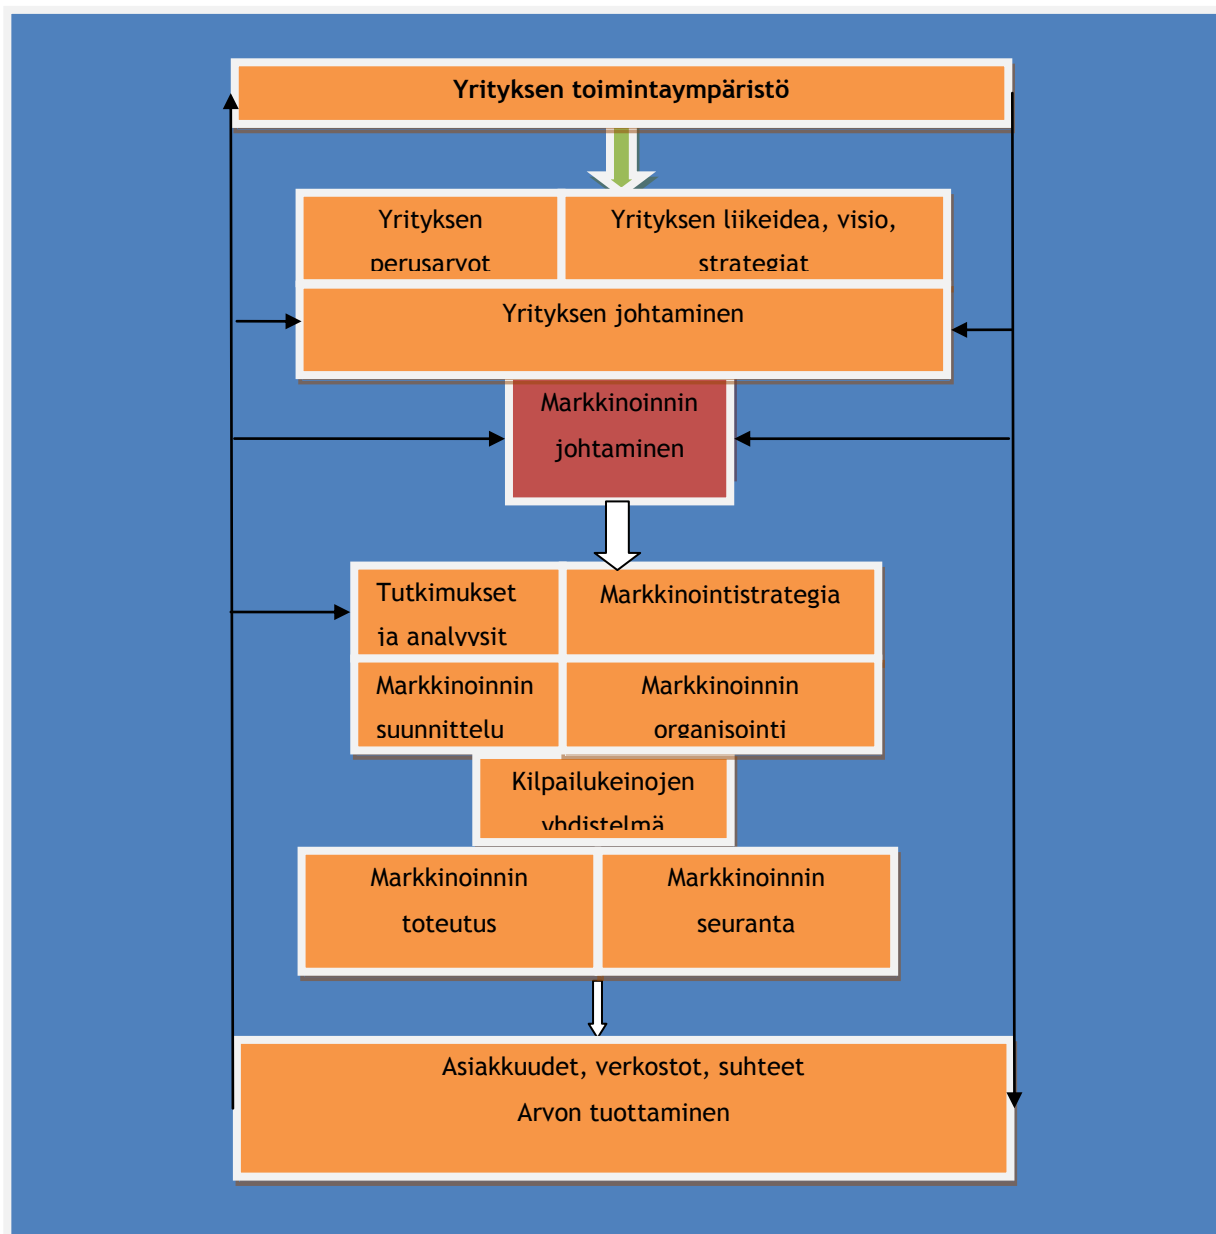 Yrityksen toimintaympäristö
Yrityksen
perusarvot
Yrityksen liikeidea, visio,
strategiat
Yrityksen johtaminen
Markkinoinnin
johtaminen
Tutkimukset
ja analyysit
Markkinointistrategia
Markkinoinnin
suunnittelu
Markkinoinnin
organisointi
Kilpailukeinojen
yhdistelmä
Markkinoinnin
toteutus
Markkinoinnin
seuranta
Asiakkuudet, verkostot, suhteet
Arvon tuottaminen